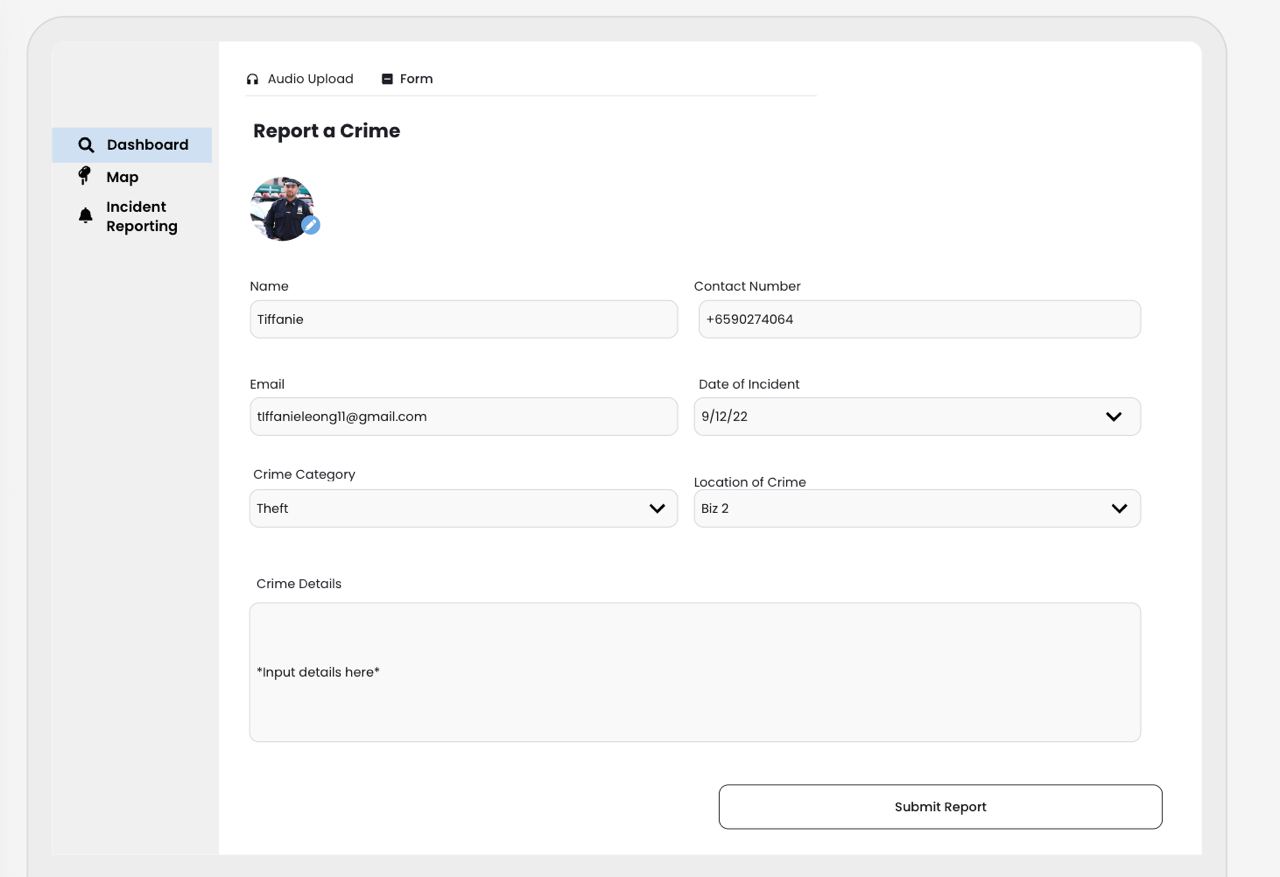 Audio Upload Form
Report a Crime
Dashboard
Map
Incident
Reporting
Name Contact Number
Tiffanie +6590274064
Email Date of Incident
tIffanieleong11@gmail.com 9/12/22
Crime Category Location of Crime
Theft Biz 2
Crime Details
*Input details here*
Submit Report